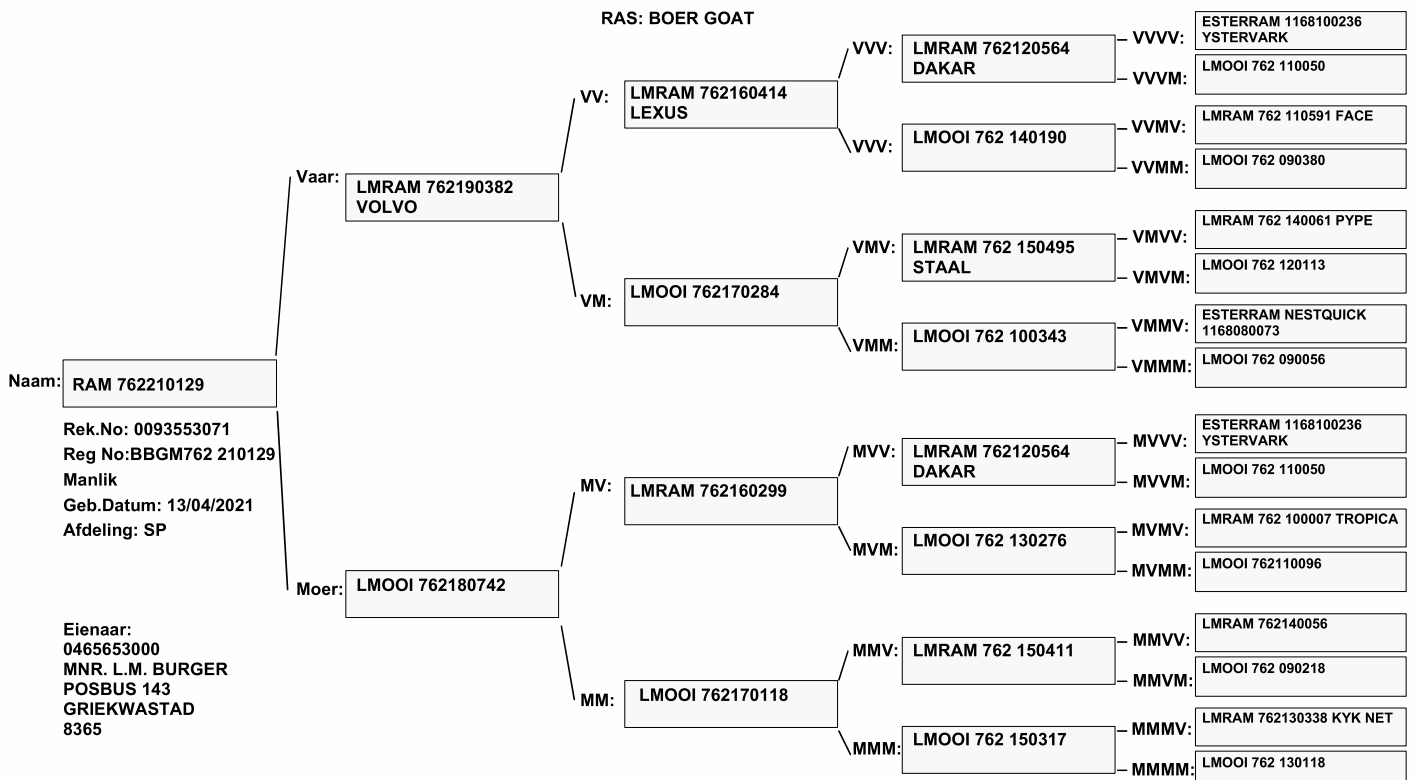 RAS: BOER GOAT
Naam:
RAM 762210129
Rek.No: 0093553071
Reg No:BBGM762 210129
Manlik
Geb.Datum: 13/04/2021
Afdeling: SP
Eienaar:
0465653000
MNR. L.M. BURGER
POSBUS 143
GRIEKWASTAD
8365
Vaar:
LMRAM 762190382
VOLVO
Moer:
LMOOI 762180742
VV:
LMRAM 762160414
LEXUS
VM:
LMOOI 762170284
MV:
LMRAM 762160299
MM:
LMOOI 762170118
VVV:
LMRAM 762120564
DAKAR
VVV:
LMOOI 762 140190
VMV:
LMRAM 762 150495
STAAL
VMM:
LMOOI 762 100343
MVV:
LMRAM 762120564
DAKAR
MVM:
LMOOI 762 130276
MMV:
LMRAM 762 150411
MMM:
LMOOI 762 150317
VVVV:
ESTERRAM 1168100236
YSTERVARK
VVVM:
LMOOI 762 110050
VVMV:
LMRAM 762 110591 FACE
VVMM:
LMOOI 762 090380
VMVV:
LMRAM 762 140061 PYPE
VMVM:
LMOOI 762 120113
VMMV:
ESTERRAM NESTQUICK
1168080073
VMMM:
LMOOI 762 090056
MVVV:
ESTERRAM 1168100236
YSTERVARK
MVVM:
LMOOI 762 110050
MVMV:
LMRAM 762 100007 TROPICA
MVMM:
LMOOI 762110096
MMVV:
LMRAM 762140056
MMVM:
LMOOI 762 090218
MMMV:
LMRAM 762130338 KYK NET
MMMM:
LMOOI 762 130118